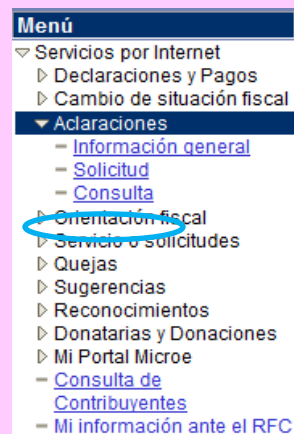 Menú
Servicios por Internet
Declaraciones y Pagos
Cambio de situación fiscal
Aclaraciones
Información general
Solicitud
Consulta
Orientación fiscal
Servicio o solicitudes
Quejas
Sugerencias
Reconocimientos
Donatarias y Donaciones
Mi Portal Microe
Consulta de
Contribuyentes
Mi información ante el RFC